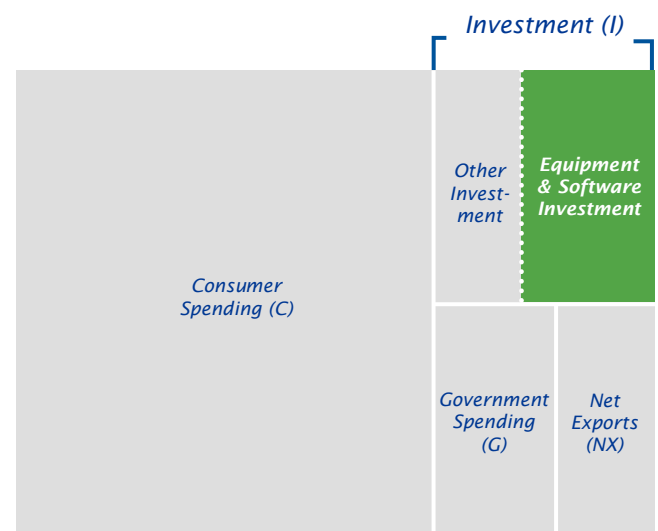 Investment (I)
Other
Invest-
ment
Equipment
& Software
Investment
Consumer
Spending (C)
Government
Spending
(G)
Net
Exports
(NX)